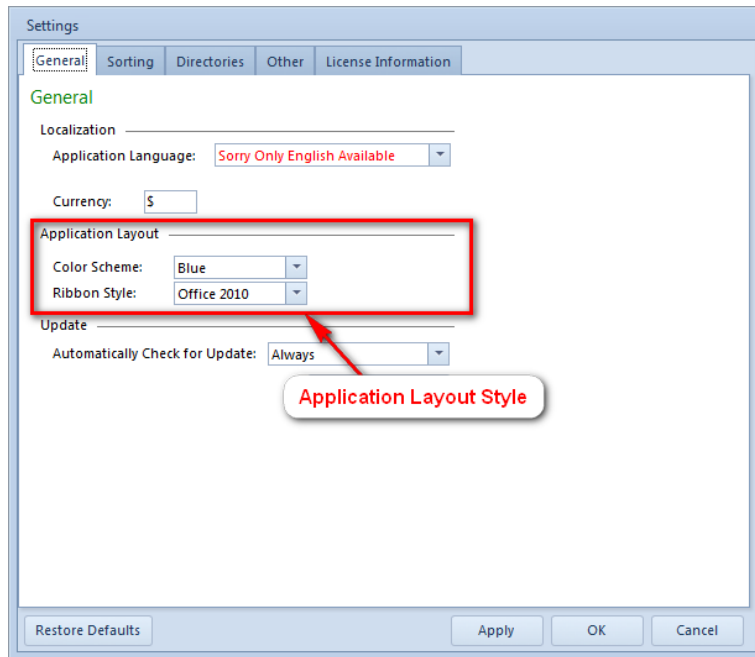 Settings
General Sorting Directories Other License Information
General
Localization
Application Language: Sorry Only English Available
Currency: $
Application Layout
Color Scheme: Blue
Ribbon Style: Office 2010
Update
Automatically Check for Update: Always
Application Layout Style
Restore Defaults Apply OK Cancel